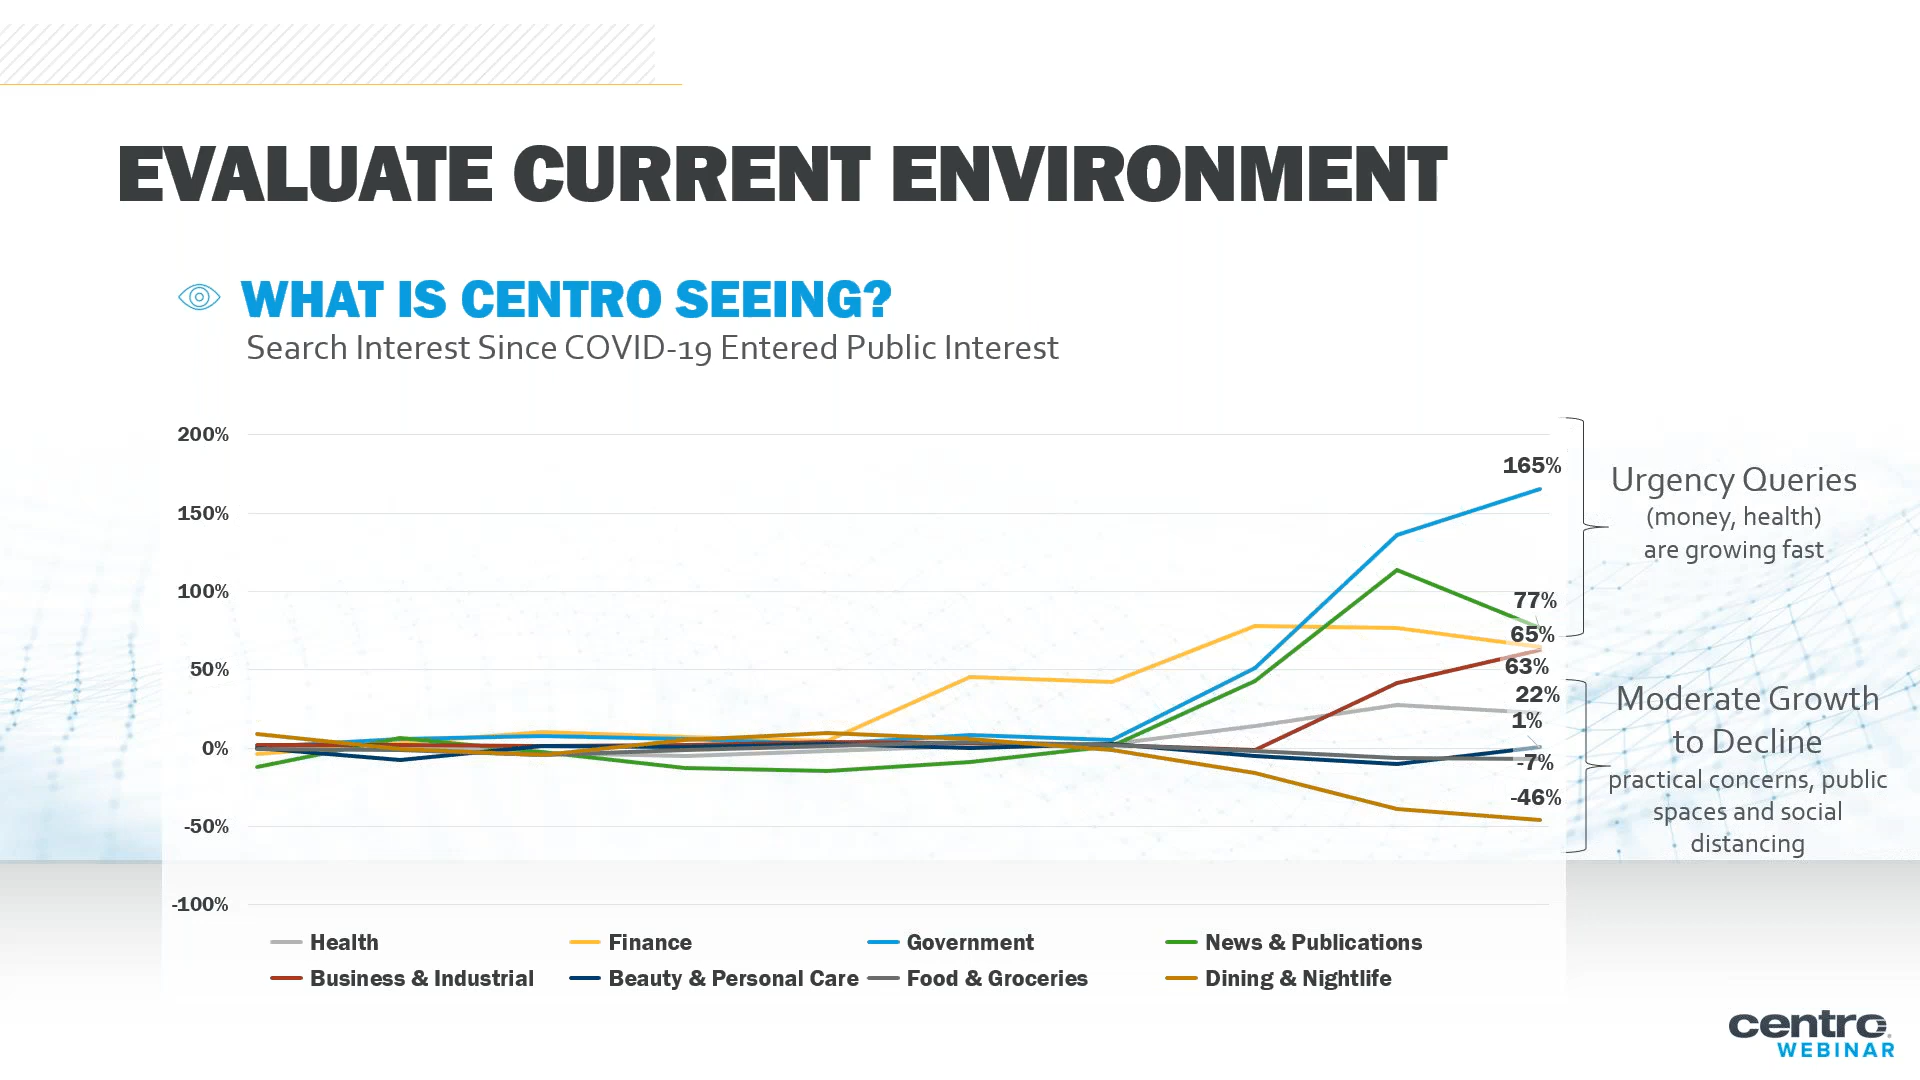 EVALUATE CURRENT ENVIRONMENT
WHAT IS CENTRO SEEING?
Search Interest Since COVID-19 Entered Public Interest
200%
150%
100%
50%
0%
-50%
-100%
165%
77%
65%
63%
22%
1%
-7%
-46%
Urgency Queries
(money, health)
are growing fast
Moderate Growth
to Decline
practical concerns, public
spaces and social
distancing
Health
Finance
Government
News & Publications
Business & Industrial
Beauty & Personal Care
Food & Groceries
Dining & Nightlife
centro
WEBINAR